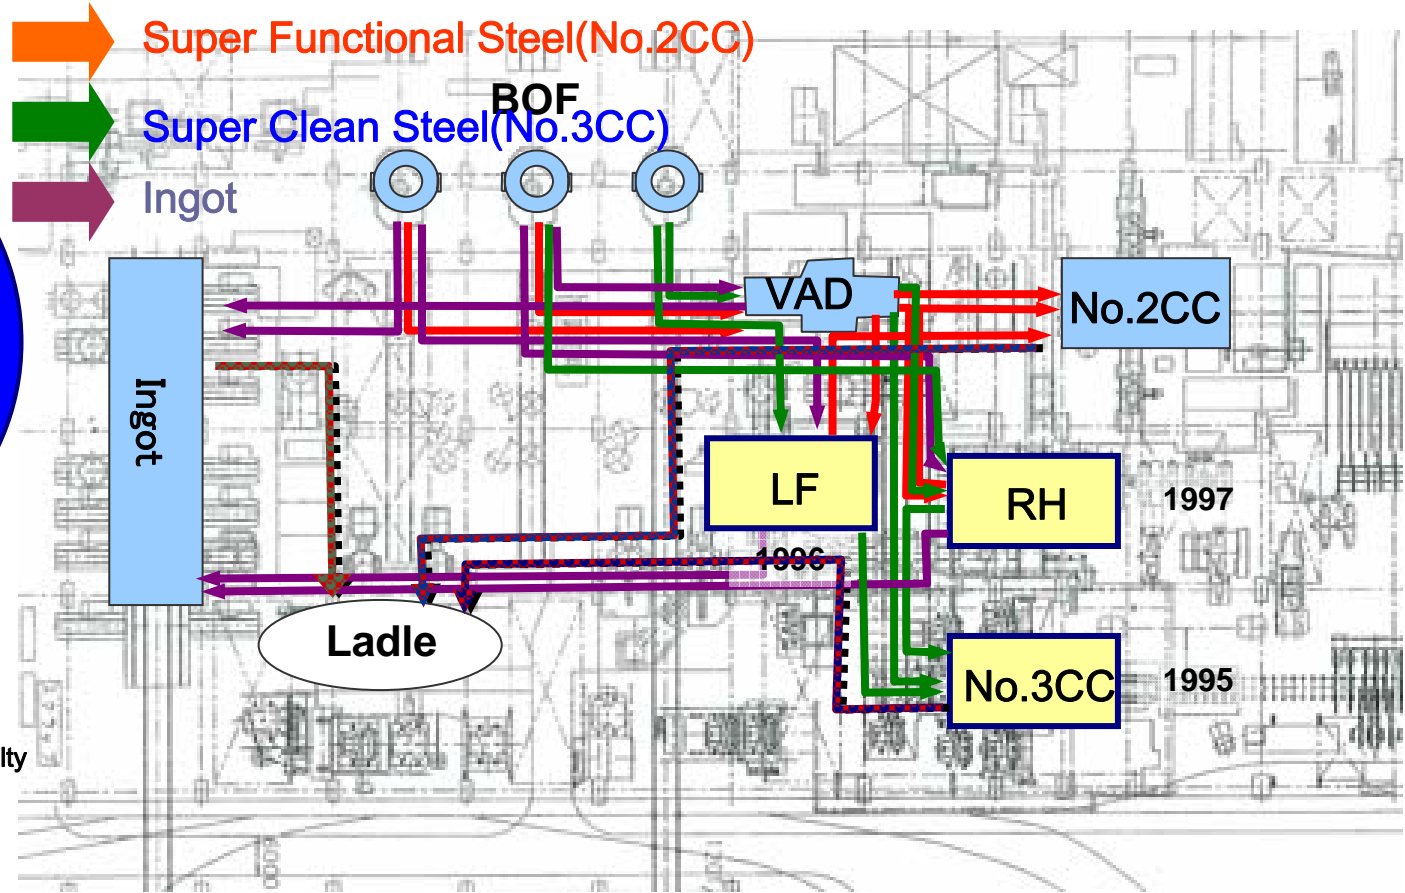 Super Functional Steel(No.2CC)
BOF
Super Clean Steel(No.3CC)
Ingot
VAD
No.2CC
Ingot
LF
RH
1997
1996
Ladle
No.3CC
1995
lty